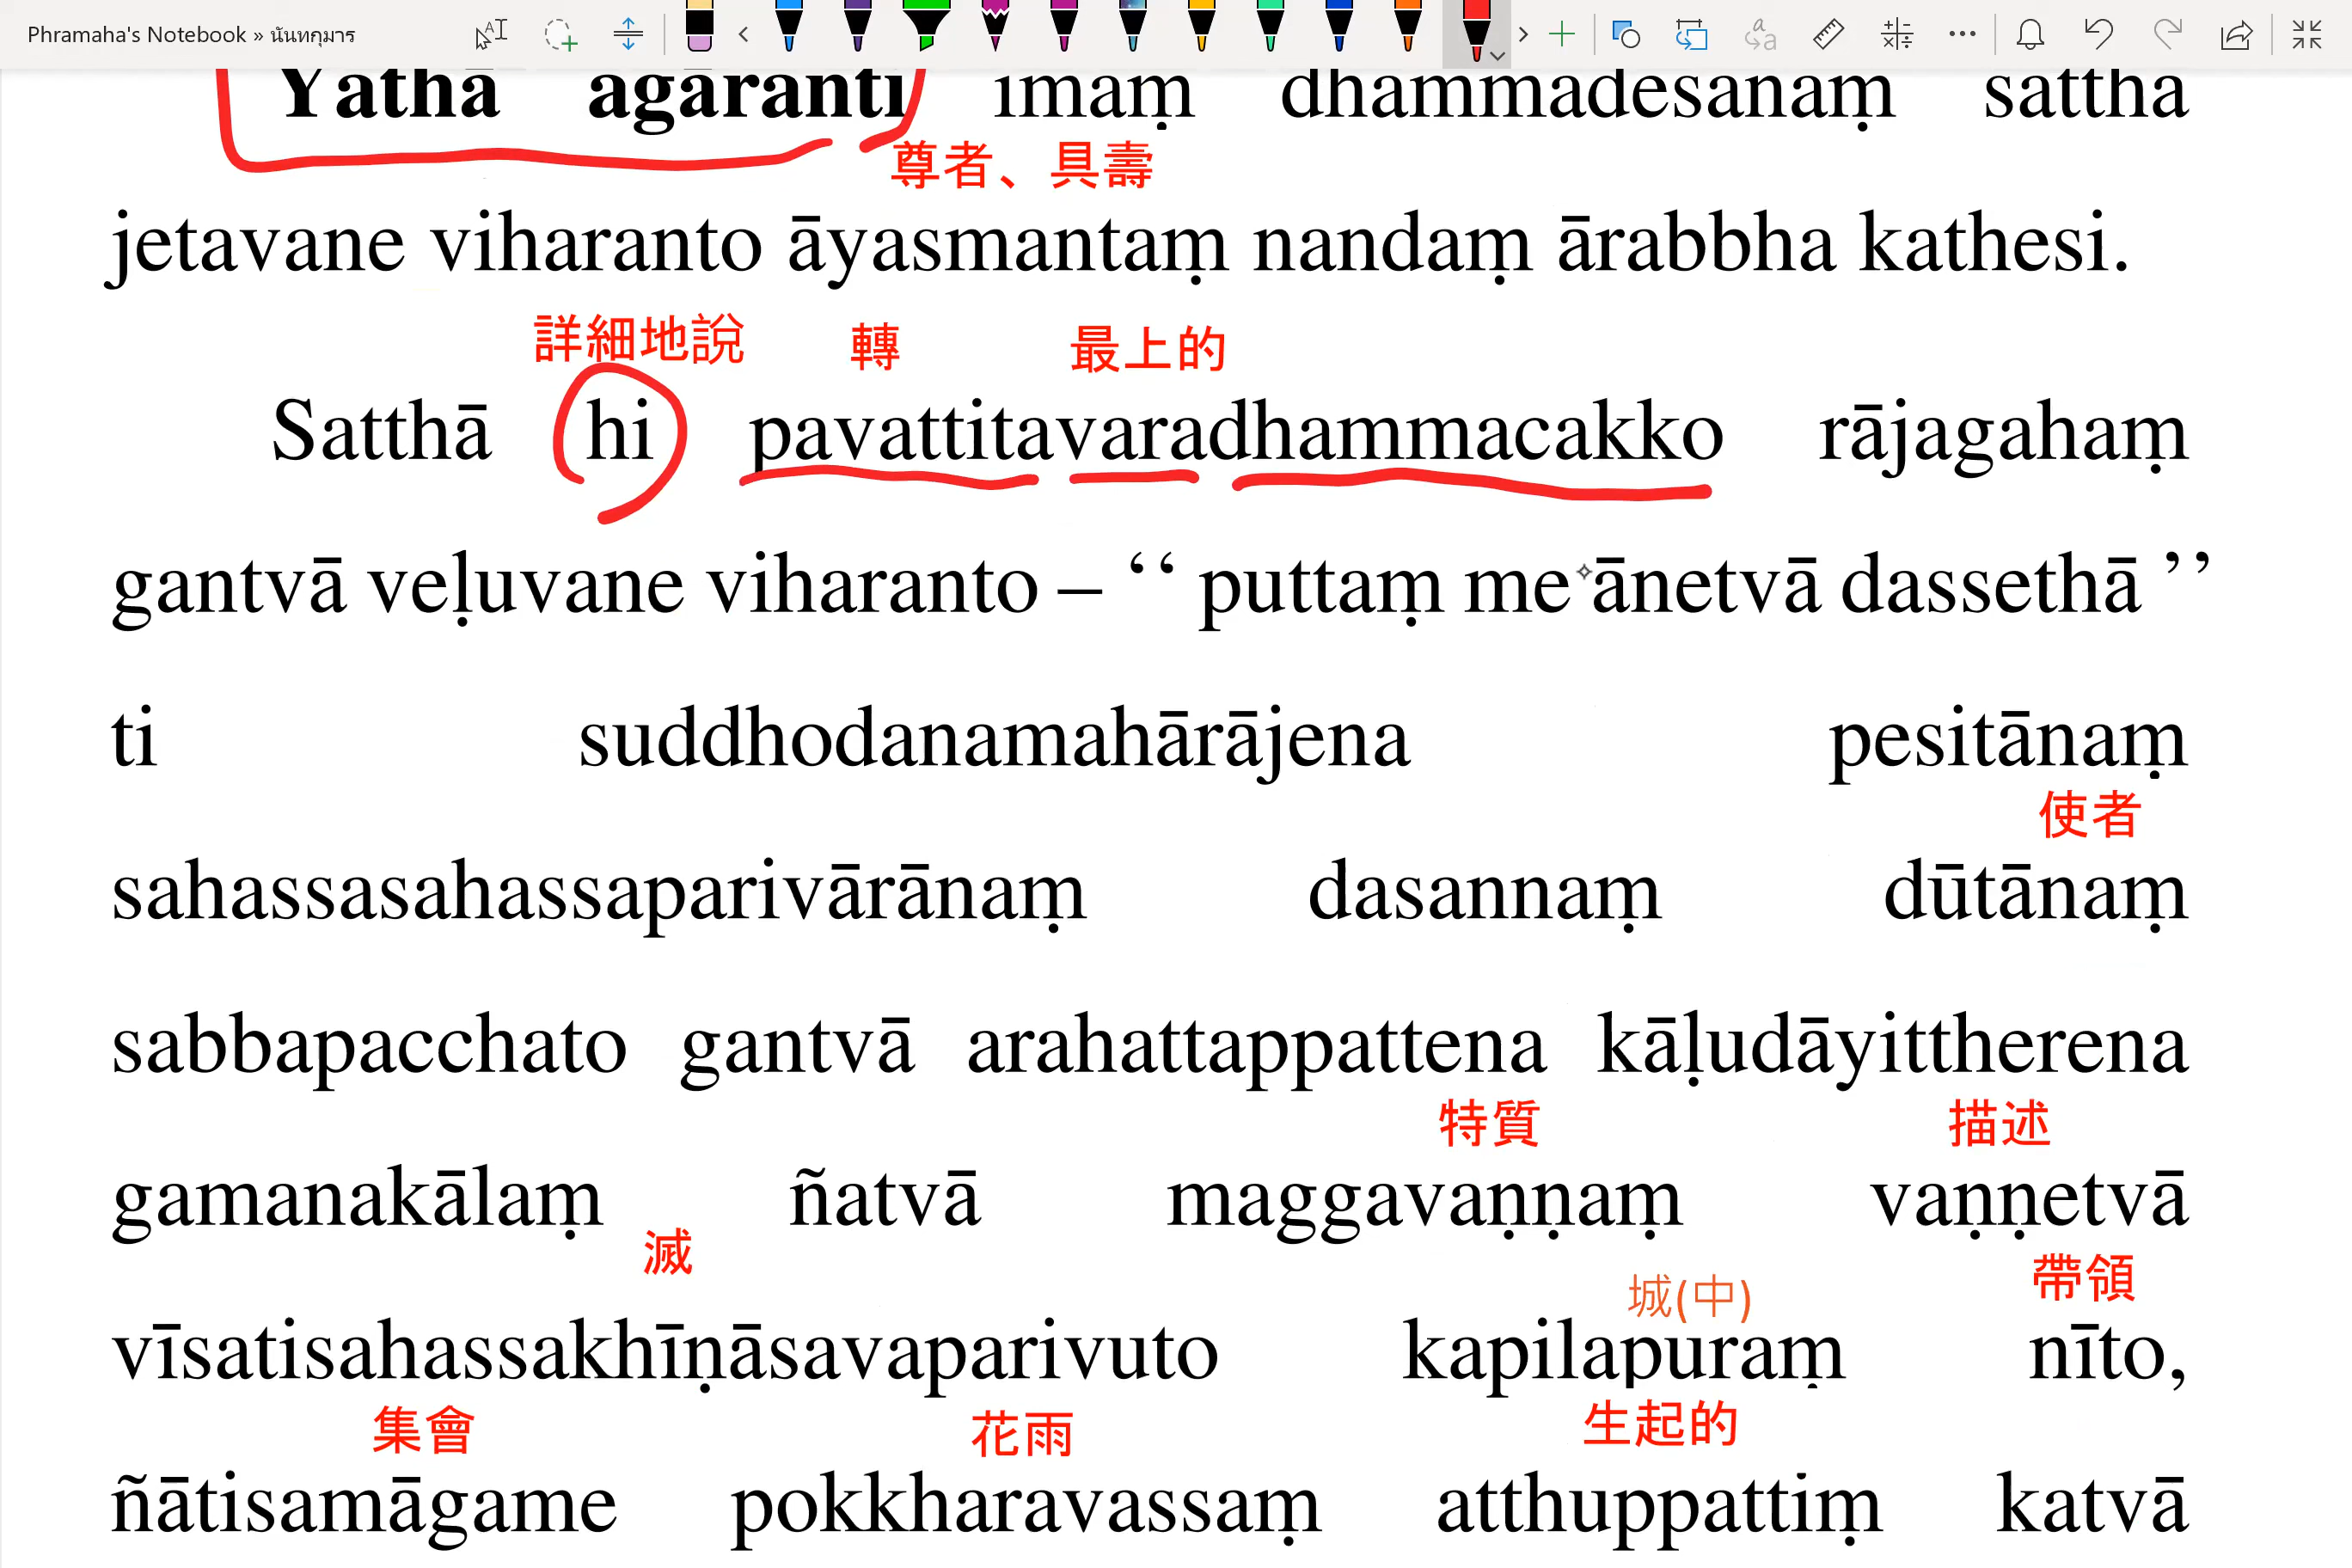 Phramaha's Notebook » นันทกุมาร
Yathā agāranti imaṃ dhammadesanaṃ satthā
尊者、具壽
jetavane viharanto āyasmantaṃ nandaṃ ārabbha kathesi.
詳細地說 轉 最上的
Satthā hi pavattitavaradhammacakko rājagahaṃ
gantvā veḷuvane viharanto – ‘‘ puttaṃ me ānetvā dassethā ’’
ti suddhodanamahārājena pesitānaṃ
使者
sahassasahassaparivārānaṃ dasannaṃ dūtānaṃ
sabbapacchato gantvā arahattappattena kāḷudāyittherena
特質 描述
gamanakālaṃ ñatvā maggavaṇṇaṃ vaṇṇetvā
滅 城(中) 帶領
vīsatisahassakhīṇāsavaparivuto kapilapuraṃ nīto,
集會 花雨 生起的
ñātisamāgame pokkharavassaṃ atthuppattiṃ katvā